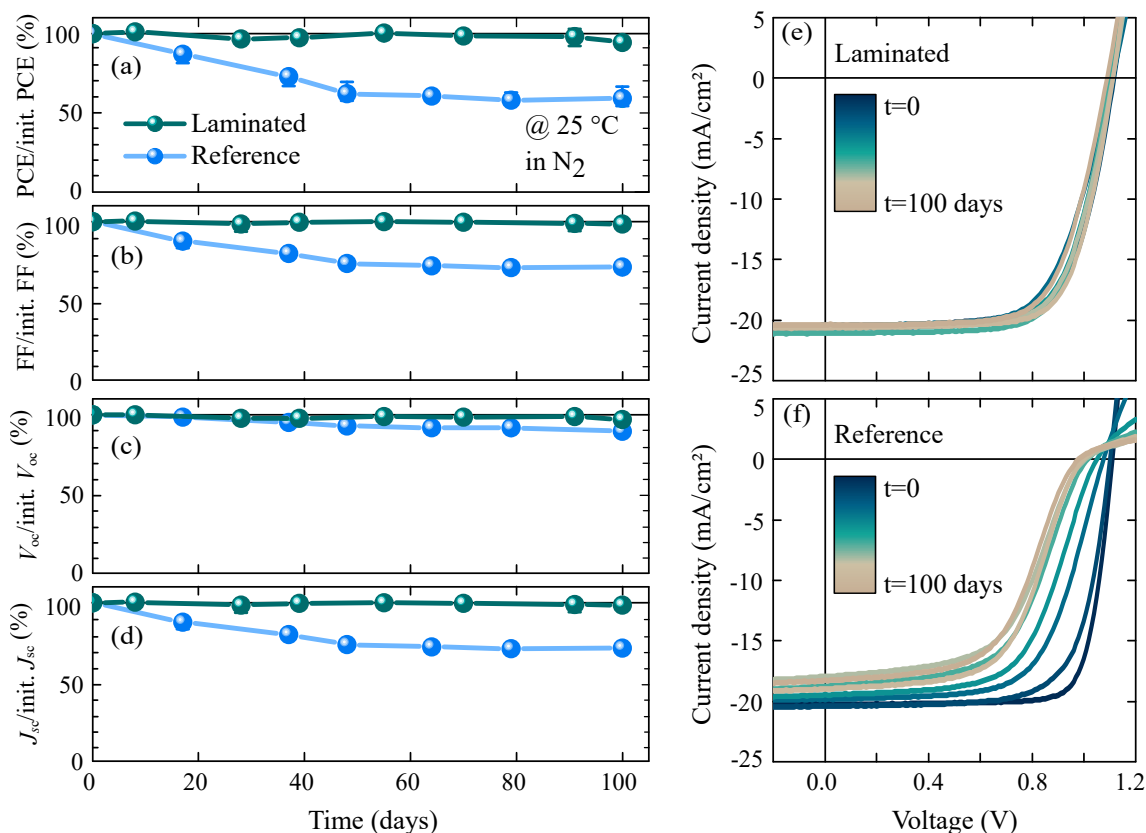 PCE/init. PCE (%)
100
50
0
(a)
Laminated
Reference
@ 25 °C
in N2
FF/init. FF (%)
100
50
0
(b)
Voc/init. Voc (%)
100
50
0
(c)
Jsc/init. Jsc (%)
100
50
0
(d)
0 20 40 60 80 100
Time (days)
Current density (mA/cm²)
5
0
-5
-10
-15
-20
-25
(e)
Laminated
t=0
t=100 days
Current density (mA/cm²)
5
0
-5
-10
-15
-20
-25
(f)
Reference
t=0
t=100 days
0.0 0.4 0.8 1.2
Voltage (V)